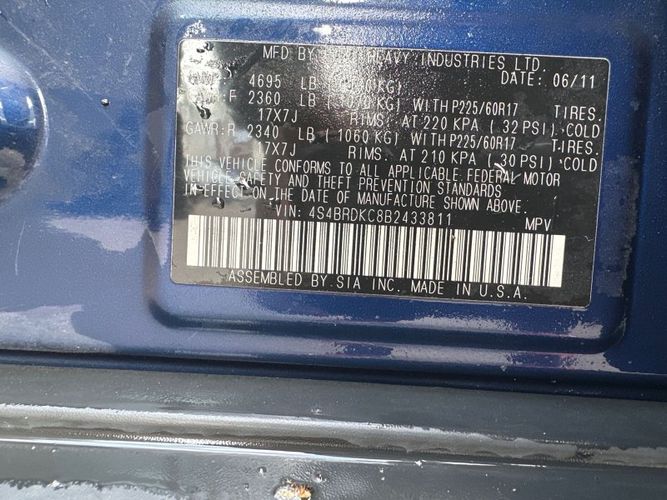 MFD BY HEAVY INDUSTRIES LTD.
DATE: 06/11
4695 LB
F 2360 LB (1070 KG) WITH P225/60R17 TIRES.
17X7J RIMS. AT 220 KPA (32 PSI) COLD
GAWR:R 2340 LB (1060 KG) WITH P225/60R17 TIRES.
17X7J RIMS. AT 210 KPA (30 PSI) COLD
THIS VEHICLE CONFORMS TO ALL APPLICABLE FEDERAL MOTOR
VEHICLE SAFETY AND THEFT PREVENTION STANDARDS
IN EFFECT ON THE DATE OF MANUFACTURE SHOWN ABOVE.
VIN: 4S4BRDKC8B2433811 MPV
ASSEMBLED BY SIA INC. MADE IN U.S.A.